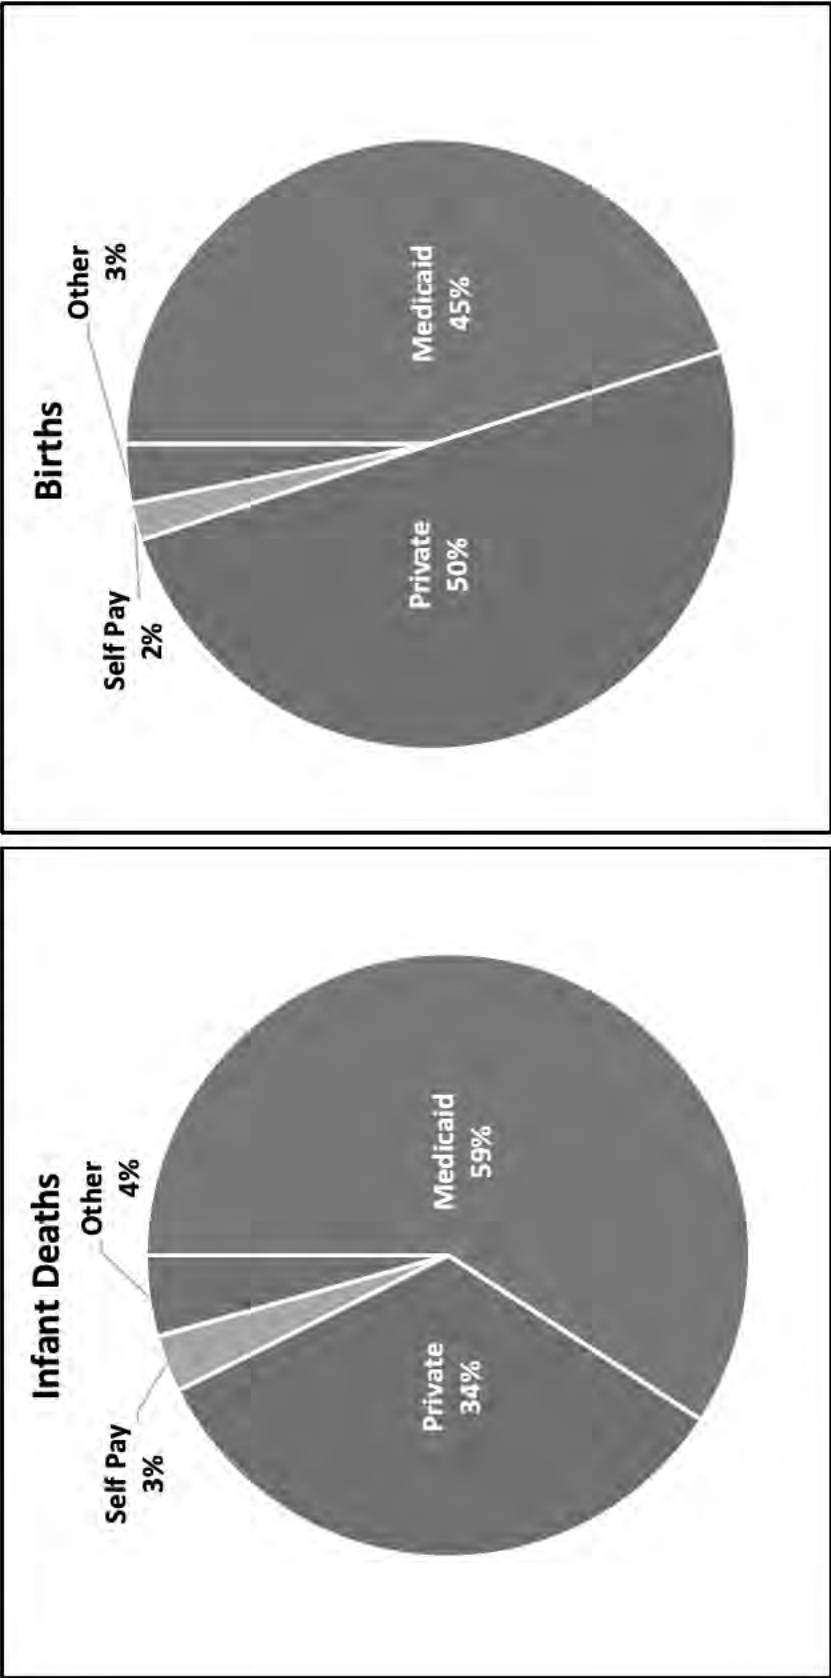 Infant Deaths
Other
4%
Self Pay
3%
Medicaid
59%
Private
34%
Births
Other
3%
Self Pay
2%
Medicaid
45%
Private
50%